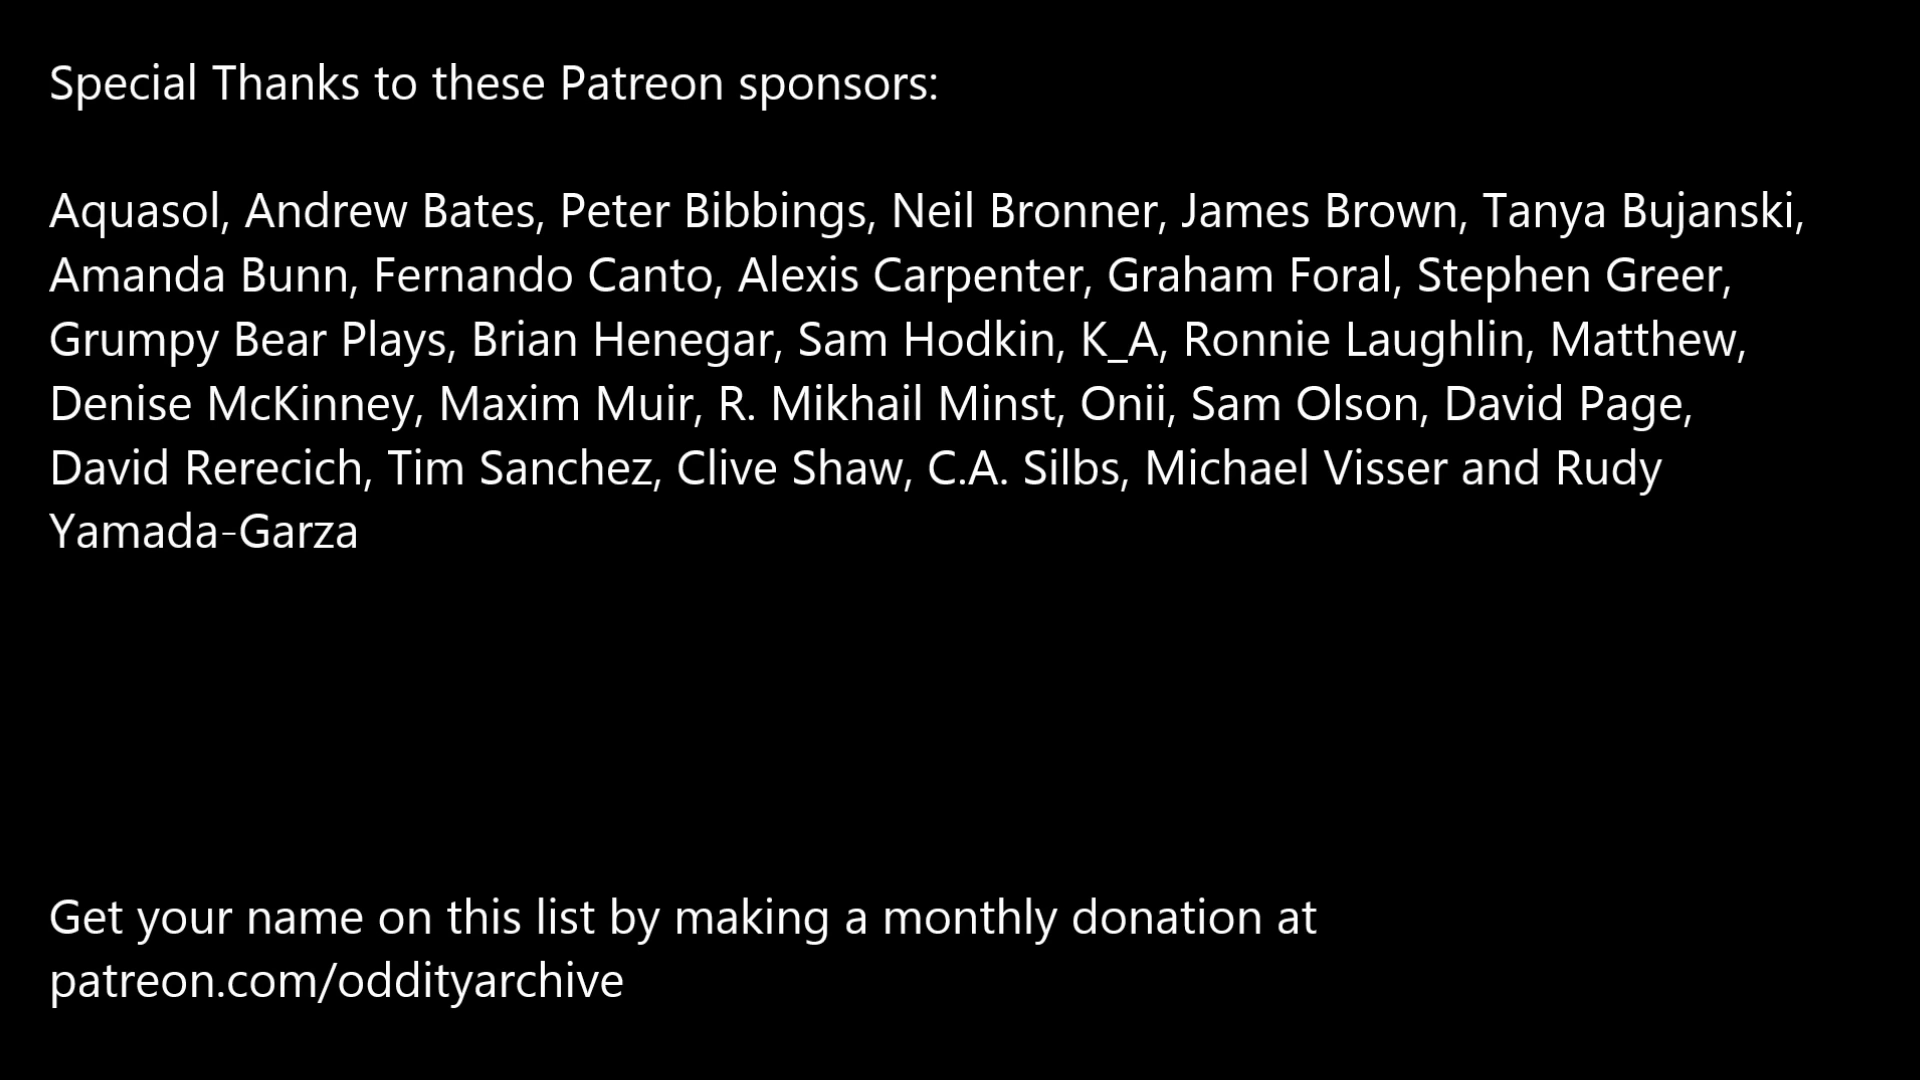 Special Thanks to these Patreon sponsors:
Aquasol, Andrew Bates, Peter Bibbings, Neil Bronner, James Brown, Tanya Bujanski,
Amanda Bunn, Fernando Canto, Alexis Carpenter, Graham Foral, Stephen Greer,
Grumpy Bear Plays, Brian Henegar, Sam Hodkin, K_A, Ronnie Laughlin, Matthew,
Denise McKinney, Maxim Muir, R. Mikhail Minst, Onii, Sam Olson, David Page,
David Rerecich, Tim Sanchez, Clive Shaw, C.A. Silbs, Michael Visser and Rudy
Yamada-Garza
Get your name on this list by making a monthly donation at
patreon.com/oddityarchive